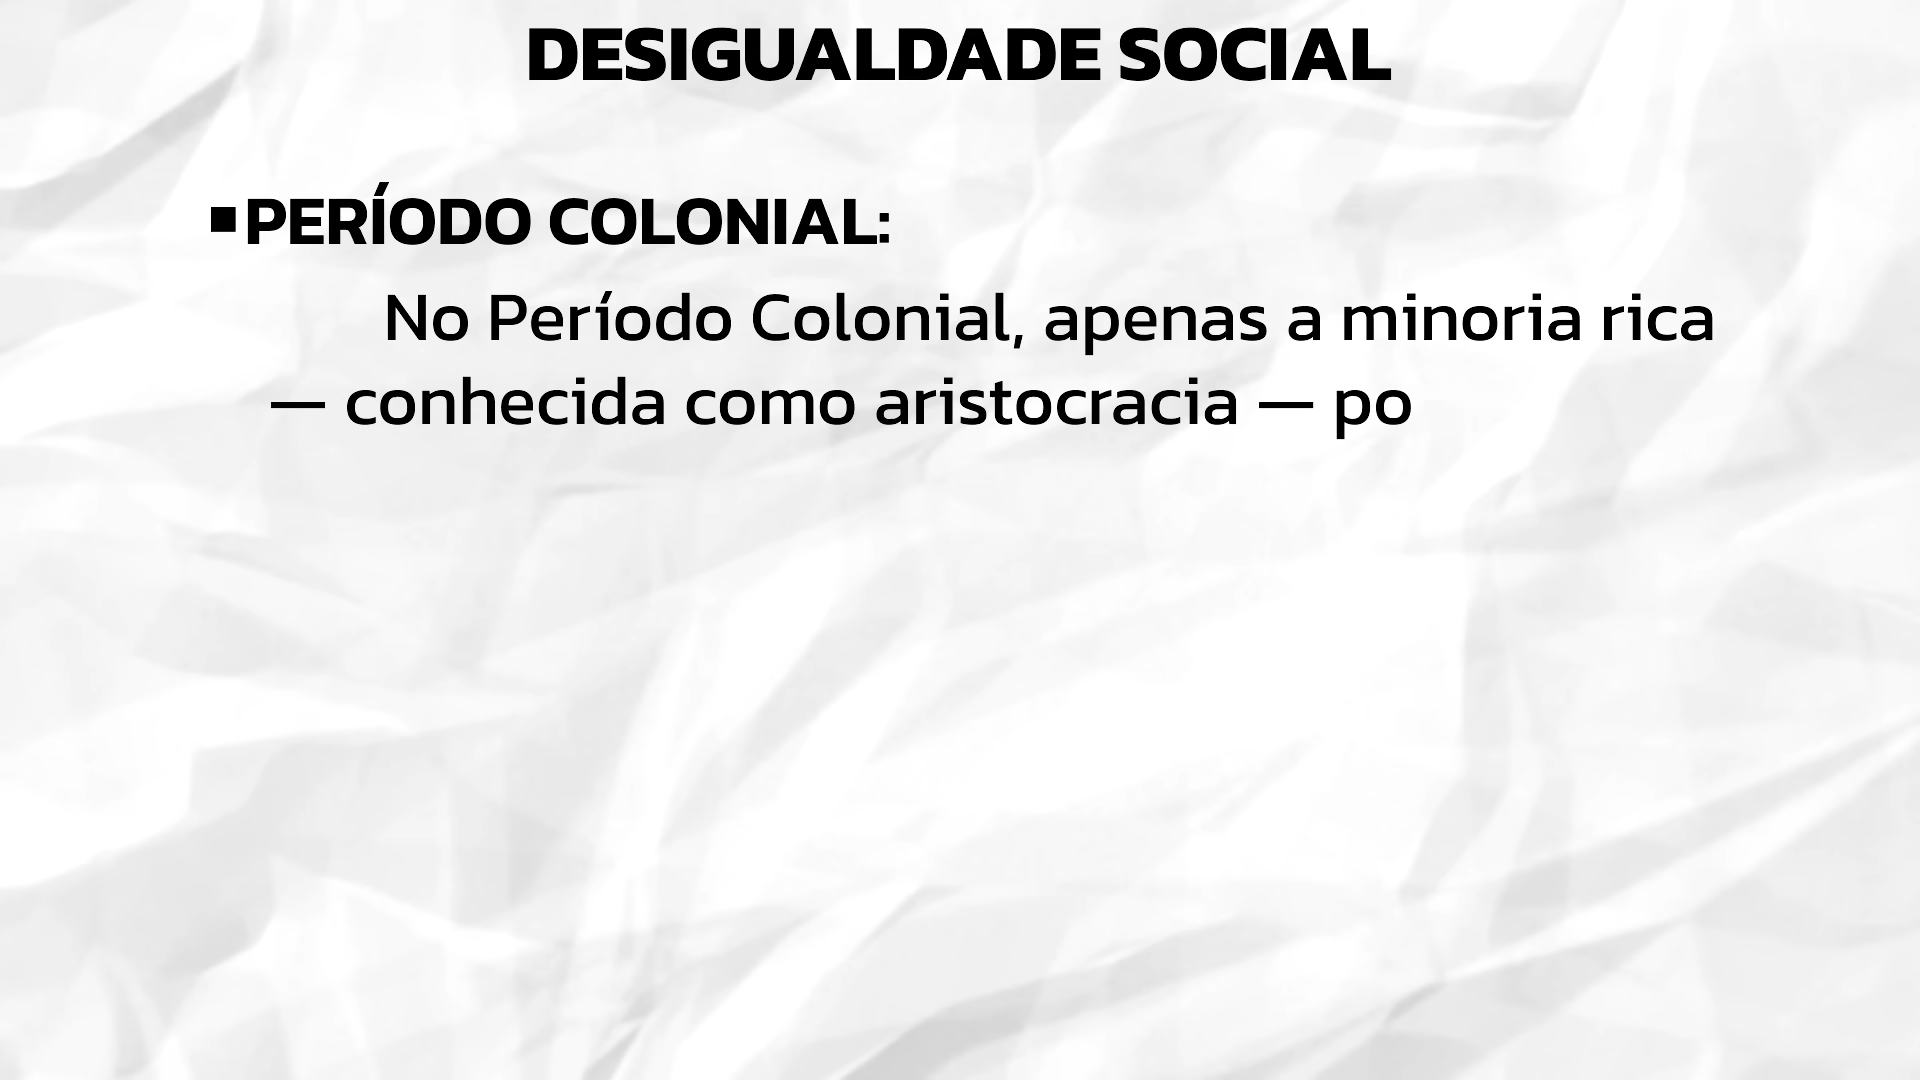 DESIGUALDADE SOCIAL
▪PERÍODO COLONIAL:
No Período Colonial, apenas a minoria rica
— conhecida como aristocracia — po